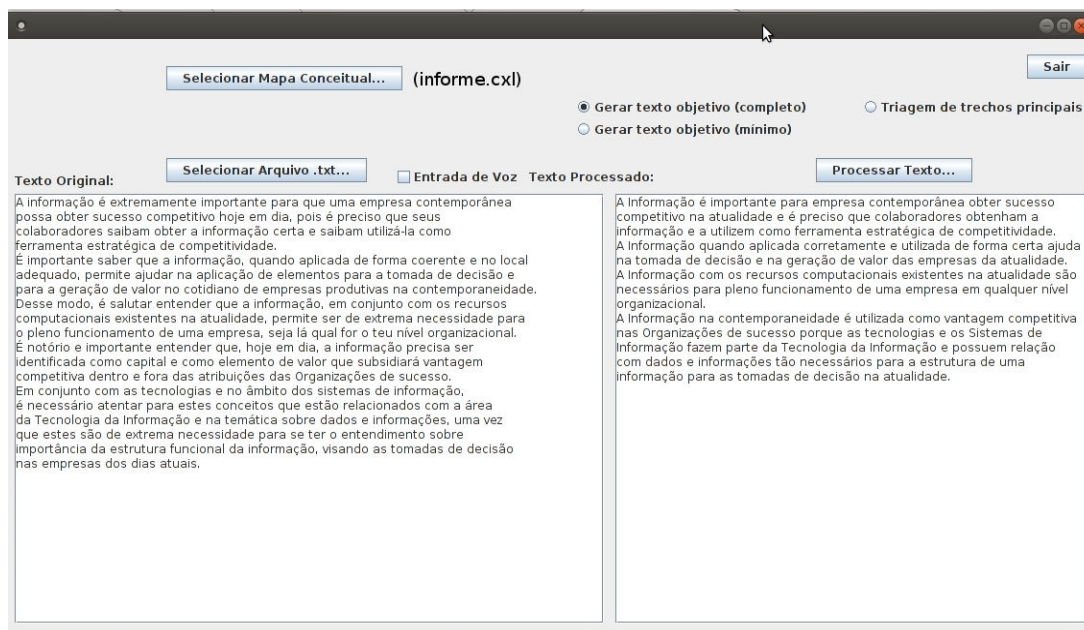 Sair
Selecionar Mapa Conceitual...
(informe.cxl)
Gerar texto objetivo (completo)
Triagem de trechos principais
Gerar texto objetivo (mínimo)
Selecionar Arquivo .txt...
Processar Texto...
Texto Original:
Entrada de Voz
Texto Processado:
A informação é extremamente importante para que uma empresa contemporânea
possa obter sucesso competitivo hoje em dia, pois é preciso que seus
colaboradores saibam obter a informação certa e saibam utilizá-la como
ferramenta estratégica de competitividade.
É importante saber que a informação, quando aplicada de forma coerente e no local
adequado, permite ajudar na aplicação de elementos para a tomada de decisão e
para a geração de valor no cotidiano de empresas produtivas na contemporaneidade.
Desse modo, é salutar entender que a informação, em conjunto com os recursos
computacionais existentes na atualidade, permite ser de extrema necessidade para
o pleno funcionamento de uma empresa, seja lá qual for o teu nível organizacional.
É notório e importante entender que, hoje em dia, a informação precisa ser
identificada como capital e como elemento de valor que subsidiará vantagem
competitiva dentro e fora das atribuições das Organizações de sucesso.
Em conjunto com as tecnologias e no âmbito dos sistemas de informação,
é necessário atentar para estes conceitos que estão relacionados com a área
da Tecnologia da Informação e na temática sobre dados e informações, uma vez
que estes são de extrema necessidade para se ter o entendimento sobre
importância da estrutura funcional da informação, visando as tomadas de decisão
nas empresas dos dias atuais.
A Informação é importante para empresa contemporânea obter sucesso
competitivo na atualidade e é preciso que colaboradores obtenham a
informação e a utilizem como ferramenta estratégica de competitividade.
A Informação quando aplicada corretamente e utilizada de forma certa ajuda
na tomada de decisão e na geração de valor das empresas da atualidade.
A Informação com os recursos computacionais existentes na atualidade são
necessários para pleno funcionamento de uma empresa em qualquer nível
organizacional.
A Informação na contemporaneidade é utilizada como vantagem competitiva
nas Organizações de sucesso porque as tecnologias e os Sistemas de
Informação fazem parte da Tecnologia da Informação e possuem relação
com dados e informações tão necessários para a estrutura de uma
informação para as tomadas de decisão na atualidade.